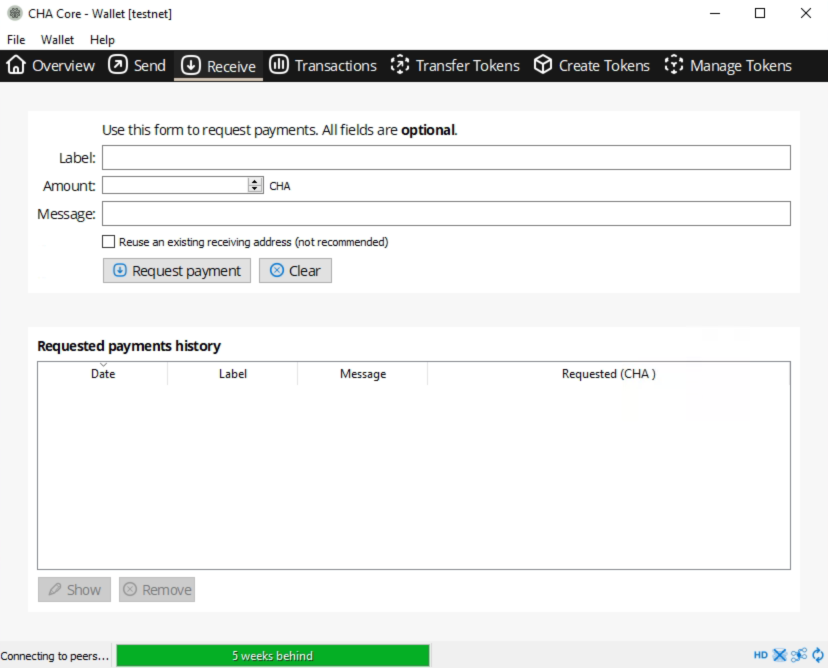 CHA Core - Wallet [testnet]
File Wallet Help
Overview Send Receive Transactions Transfer Tokens Create Tokens Manage Tokens
Use this form to request payments. All fields are optional.
Label:
Amount: CHA
Message:
Reuse an existing receiving address (not recommended)
Request payment Clear
Requested payments history
Date Label Message Requested (CHA )
Show Remove
Connecting to peers... 5 weeks behind HD